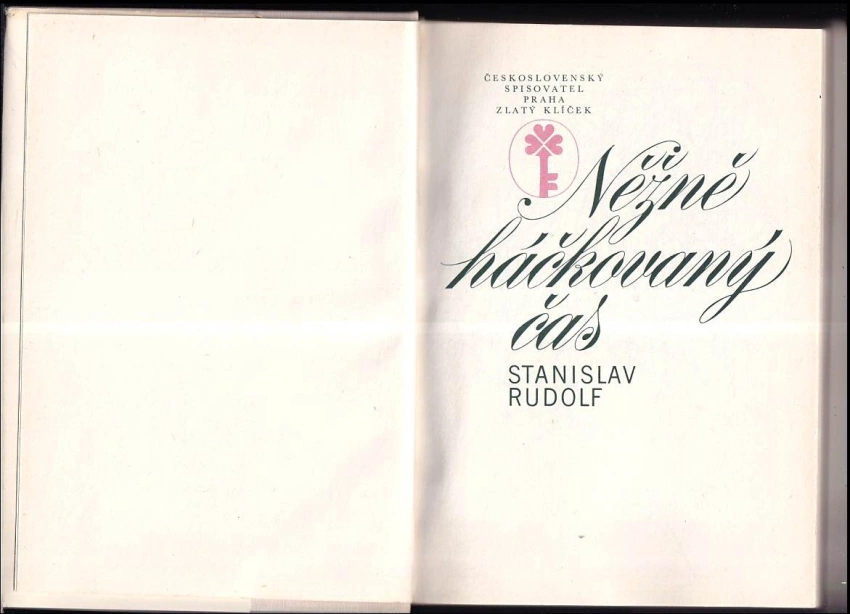 ČESKOSLOVENSKÝ
SPISOVATEL
PRAHA
ZLATÝ KLÍČEK
Něžně
háčkovaný
čas
STANISLAV
RUDOLF